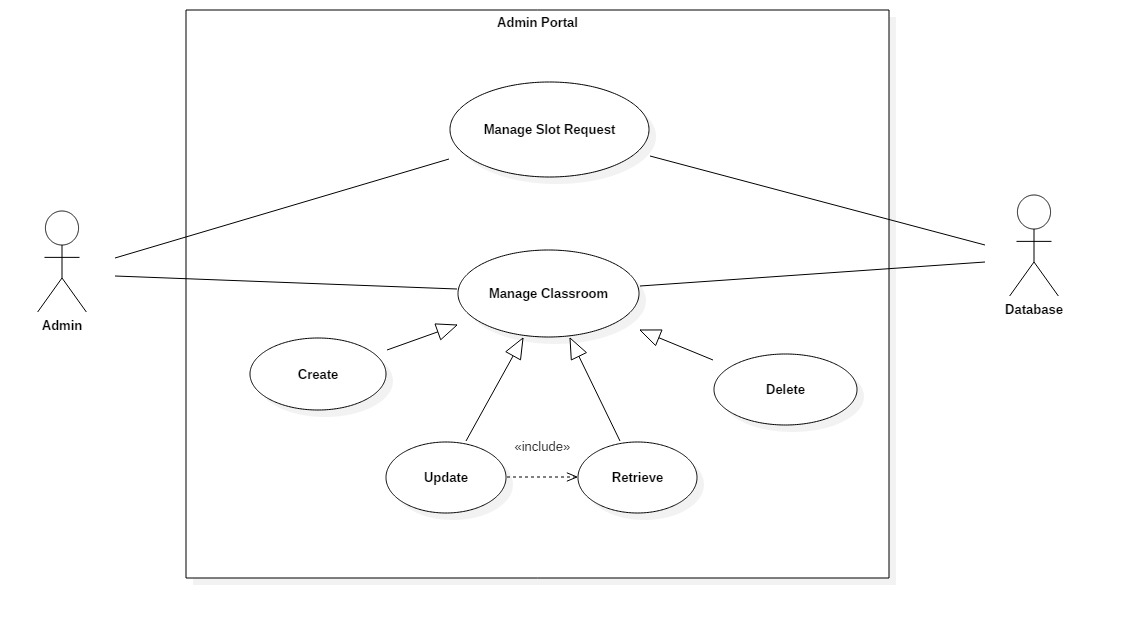 Admin Portal
Manage Slot Request
Admin
Database
Manage Classroom
Create
Delete
«include»
Update
Retrieve